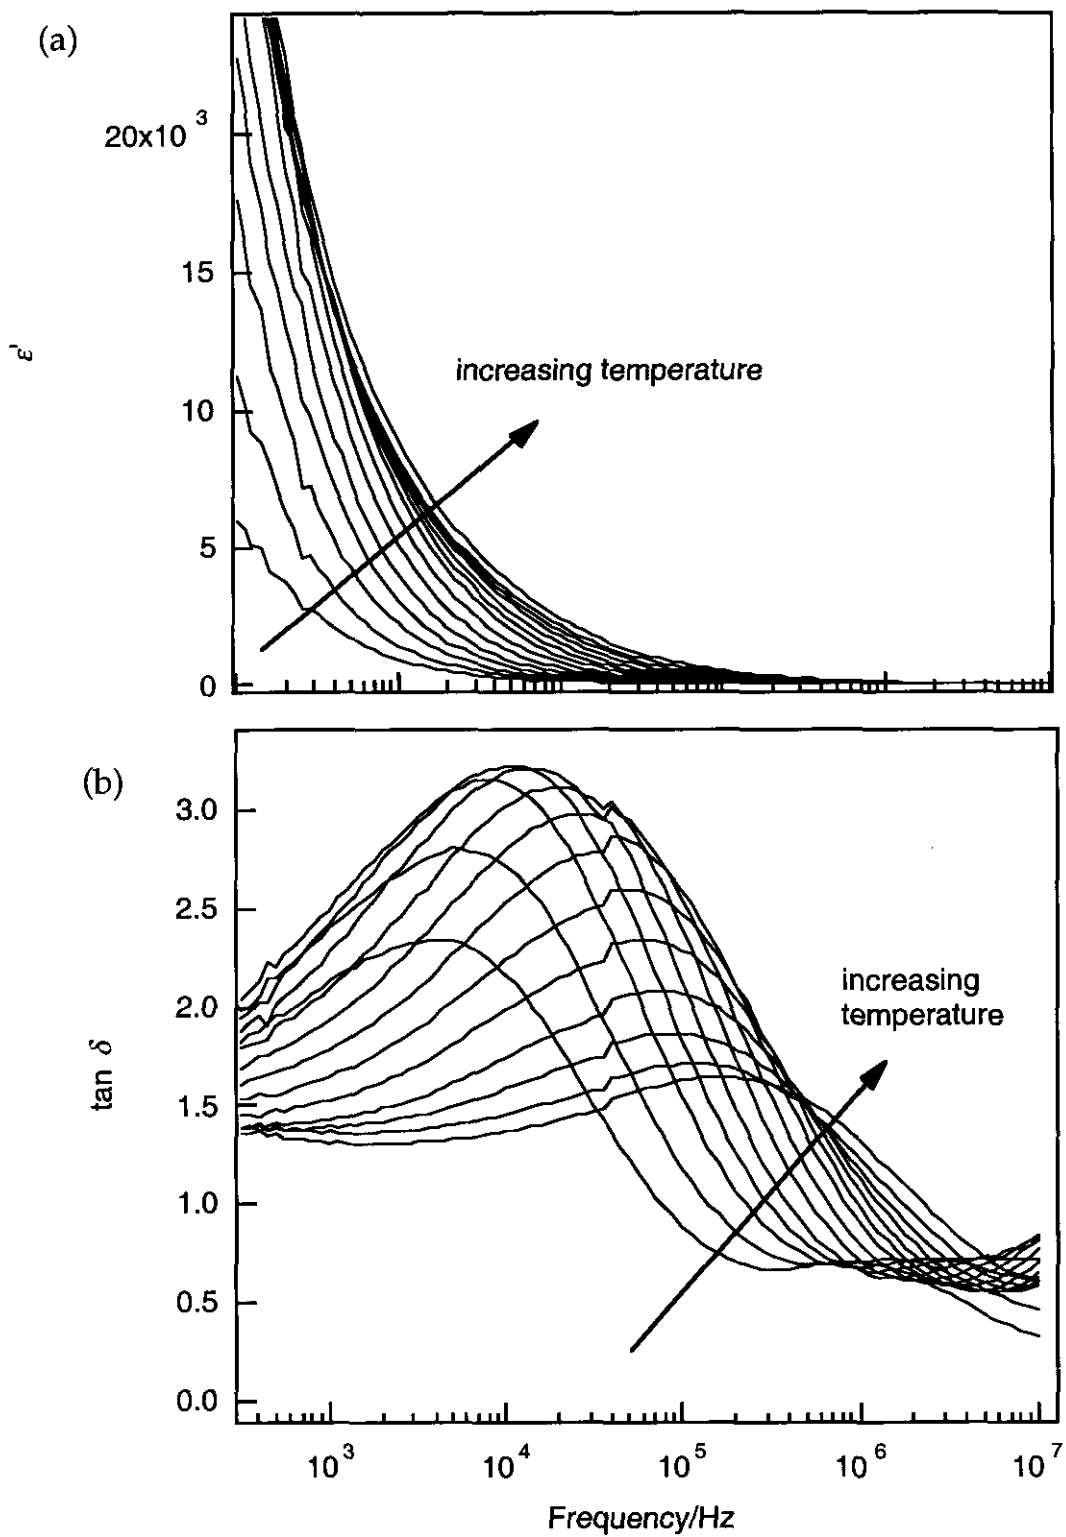 (a)
20x10 3
15
10
5
0
ε'
increasing temperature
(b)
3.0
2.5
2.0
1.5
1.0
0.5
0.0
tan δ
increasing
temperature
10 3
10 4
10 5
10 6
10 7
Frequency/Hz